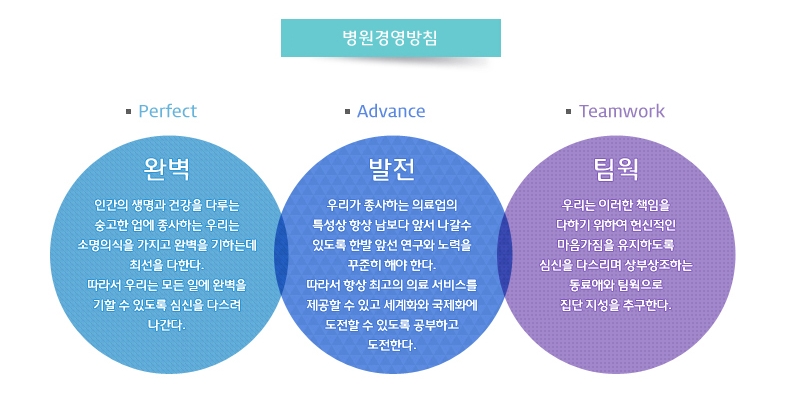 병원경영방침
Perfect
Advance
Teamwork
완벽
인간의 생명과 건강을 다루는
숭고한 업에 종사하는 우리는
소명의식을 가지고 완벽을 기하는데
최선을 다한다.
따라서 우리는 모든 일에 완벽을
기할 수 있도록 심신을 다스려
나간다.
발전
우리가 종사하는 의료업의
특성상 항상 남보다 앞서 나갈수
있도록 한발 앞선 연구와 노력을
꾸준히 해야 한다.
따라서 항상 최고의 의료 서비스를
제공할 수 있고 세계화와 국제화에
도전할 수 있도록 공부하고
도전한다.
팀웍
우리는 이러한 책임을
다하기 위하여 헌신적인
마음가짐을 유지하도록
심신을 다스리며 상부상조하는
동료애와 팀웍으로
집단 지성을 추구한다.